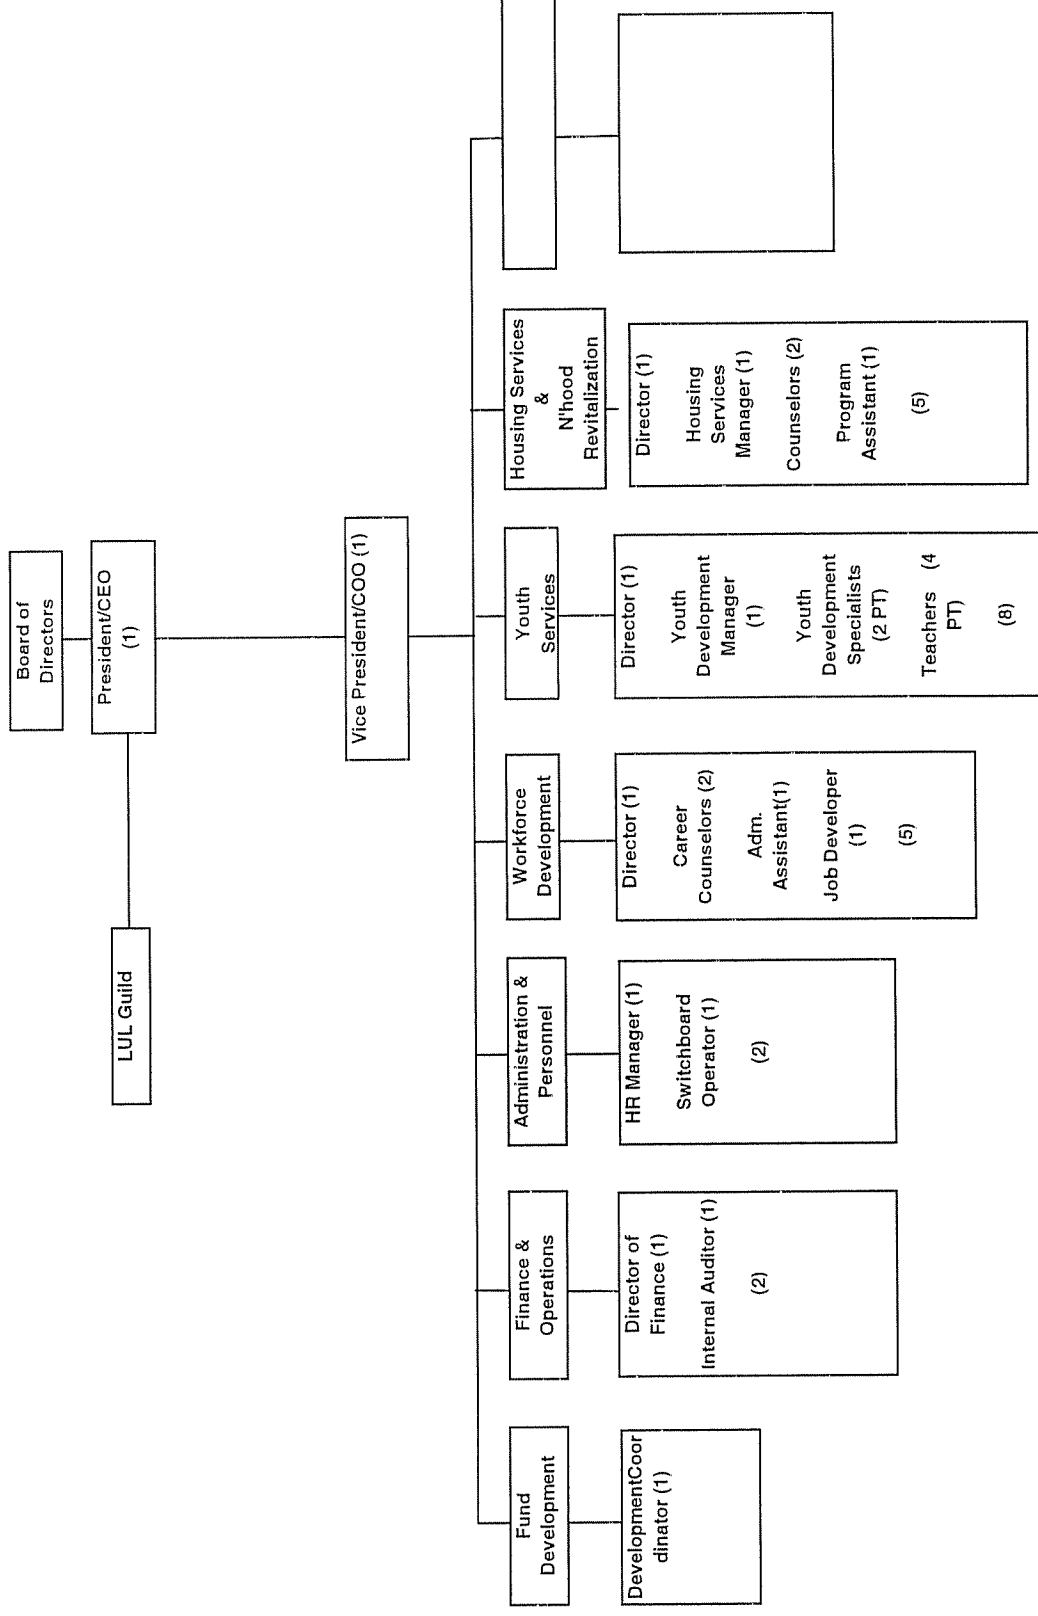 Board of
Directors
President/CEO
(1)
LUL Guild
Vice President/COO (1)
Fund
Development
DevelopmentCoor
dinator (1)
Finance &
Operations
Director of
Finance (1)
Internal Auditor (1)
(2)
Administration &
Personnel
HR Manager (1)
Switchboard
Operator (1)
(2)
Workforce
Development
Director (1)
Career
Counselors (2)
Adm.
Assistant(1)
Job Developer
(1)
(5)
Youth
Services
Director (1)
Youth
Development
Manager
(1)
Youth
Development
Specialists
(2 PT)
Teachers (4
PT)
(8)
Housing Services
&
N'hood
Revitalization
Director (1)
Housing
Services
Manager (1)
Counselors (2)
Program
Assistant (1)
(5)